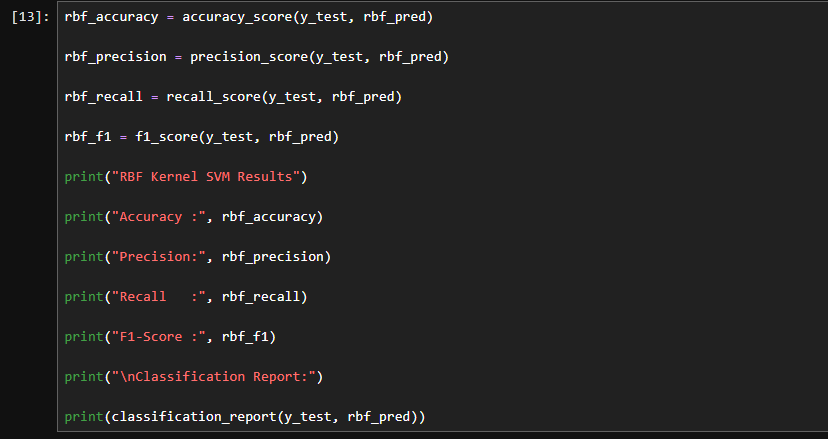 [13]: rbf_accuracy = accuracy_score(y_test, rbf_pred)
rbf_precision = precision_score(y_test, rbf_pred)
rbf_recall = recall_score(y_test, rbf_pred)
rbf_f1 = f1_score(y_test, rbf_pred)
print("RBF Kernel SVM Results")
print("Accuracy :", rbf_accuracy)
print("Precision:", rbf_precision)
print("Recall   :", rbf_recall)
print("F1-Score :", rbf_f1)
print("\nClassification Report:")
print(classification_report(y_test, rbf_pred))